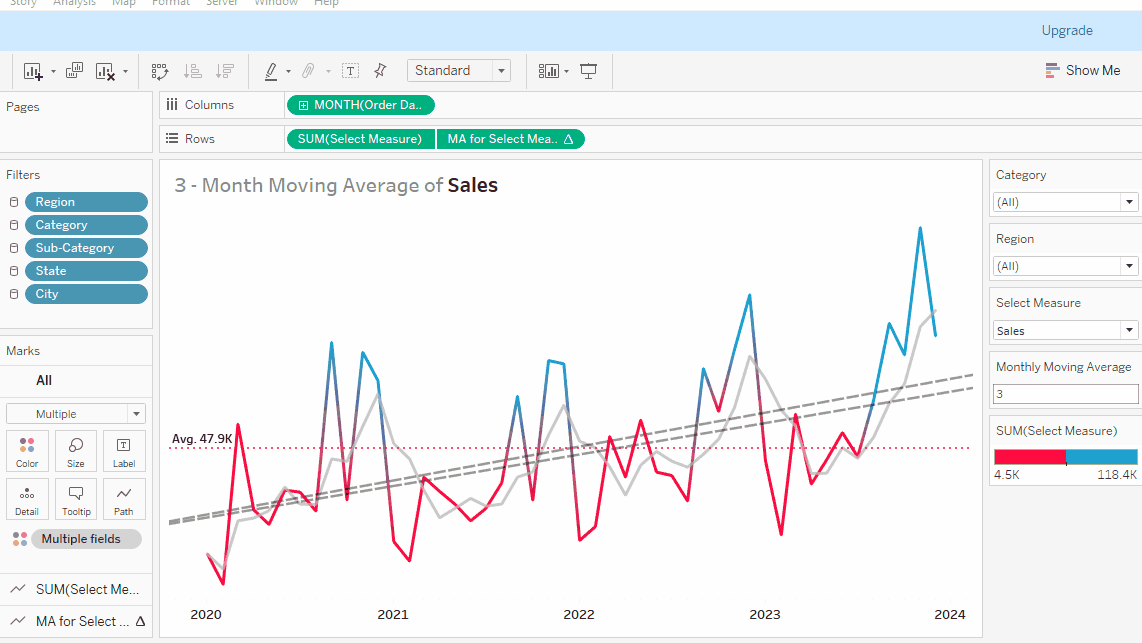 Story Analysis Map Format Server Window Help
Upgrade
Standard
Show Me
Pages
Columns
MONTH(Order Da..
Rows
SUM(Select Measure)
MA for Select Mea.. Δ
Filters
Region
Category
Sub-Category
State
City
Marks
All
Multiple
Color
Size
Label
Detail
Tooltip
Path
Multiple fields
SUM(Select Me...
MA for Select ... Δ
3 - Month Moving Average of Sales
Avg. 47.9K
2020
2021
2022
2023
2024
Category
(All)
Region
(All)
Select Measure
Sales
Monthly Moving Average
3
SUM(Select Measure)
4.5K
118.4K